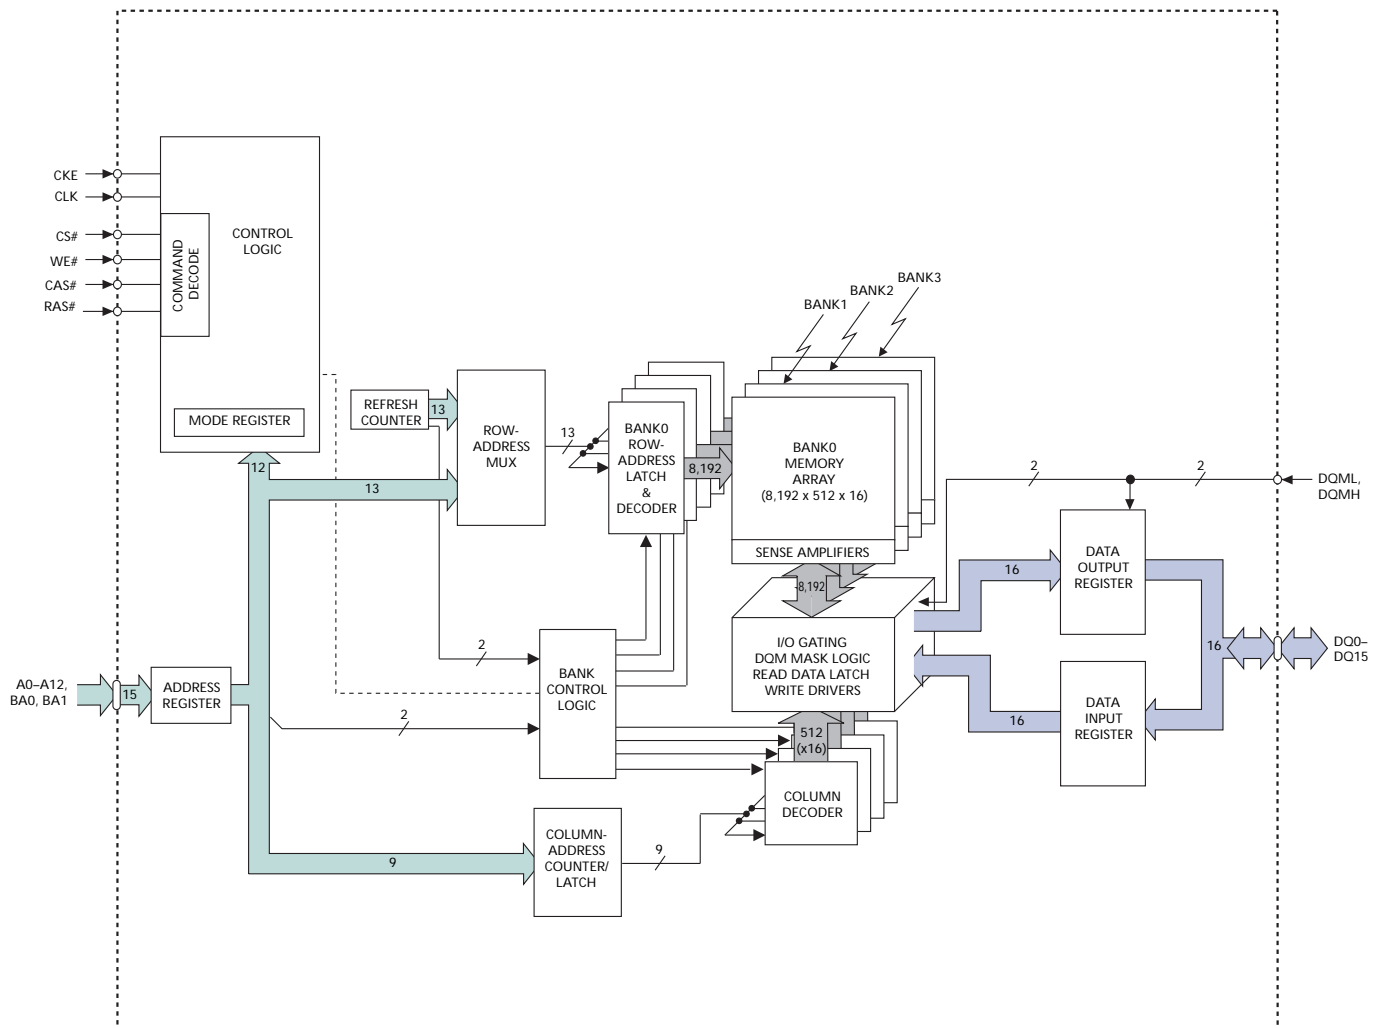 CKE
CLK
CS#
WE#
CAS#
RAS#
COMMAND
DECODE
CONTROL
LOGIC
MODE REGISTER
12
BANK1
BANK2
BANK3
REFRESH
COUNTER
13
13
ROW-
ADDRESS
MUX
13
BANK0
ROW-
ADDRESS
LATCH
&
DECODER
8,192
BANK0
MEMORY
ARRAY
(8,192 x 512 x 16)
SENSE AMPLIFIERS
8,192
2
2
DQML,
DQMH
16
DATA
OUTPUT
REGISTER
I/O GATING
DQM MASK LOGIC
READ DATA LATCH
WRITE DRIVERS
16
DATA
INPUT
REGISTER
16
DQ0–
DQ15
A0–A12,
BA0, BA1
15
ADDRESS
REGISTER
2
2
BANK
CONTROL
LOGIC
512
(x16)
COLUMN
DECODER
9
COLUMN-
ADDRESS
COUNTER/
LATCH
9